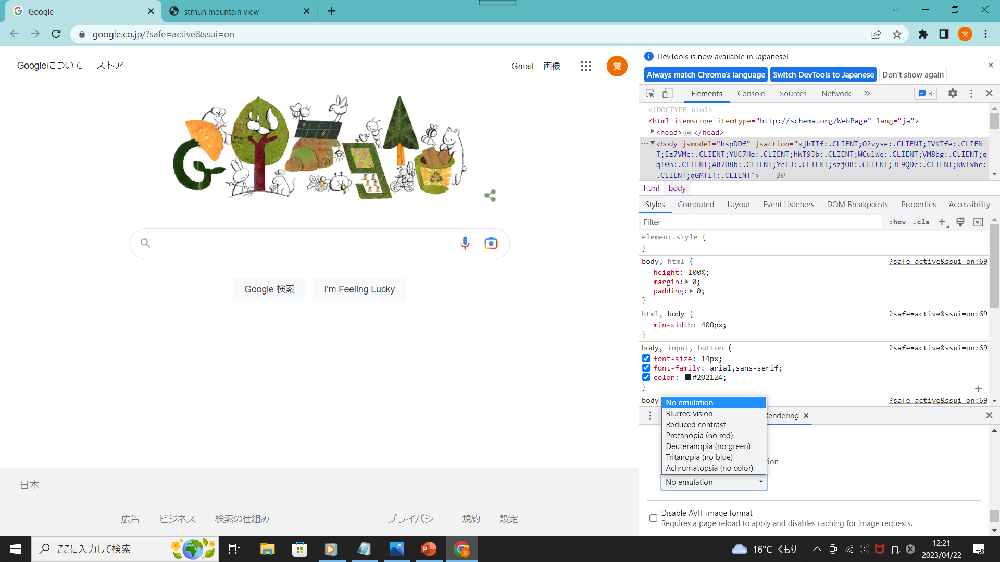 Google
strnun mountain view
google.co.jp/?safe=active&ssui=on
覚
Googleについて ストア
Gmail 画像
覚
日本
Google 検索
I'm Feeling Lucky
広告 ビジネス 検索の仕組み プライバシー 規約 設定
DevTools is now available in Japanese!
Always match Chrome's language
Switch DevTools to Japanese
Don't show again
Elements Console Sources Network
3
<!DOCTYPE html>
<html itemscope itemtype="http://schema.org/WebPage" lang="ja">
<head> … </head>
<body jsmodel="hspDDf" jsaction="xjhTIf:.CLIENT;O2vyse:.CLIENT;IVKTfe:.CLIEN
T;Ez7VMc:.CLIENT;YUC7He:.CLIENT;hWT9Jb:.CLIENT;WCulWe:.CLIENT;VM8bg:.CLIENT;q
qf0n:.CLIENT;A8708b:.CLIENT;YcfJ:.CLIENT;szjOR:.CLIENT;JL9QDc:.CLIENT;kWlxhc:
.CLIENT;qGMTIf:.CLIENT"> == $0
html body
Styles Computed Layout Event Listeners DOM Breakpoints Properties Accessibility
Filter
:hov .cls
element.style {
}
body, html { ?safe=active&ssui=on:69
height: 100%;
margin: 0;
padding: 0;
}
html, body { ?safe=active&ssui=on:69
min-width: 400px;
}
body, input, button { ?safe=active&ssui=on:69
font-size: 14px;
font-family: arial,sans-serif;
color: #202124;
}
body ?safe=active&ssui=on:69
Rendering
No emulation
Blurred vision
Reduced contrast
Protanopia (no red)
Deuteranopia (no green)
Tritanopia (no blue)
Achromatopsia (no color)
No emulation
Disable AVIF image format
Requires a page reload to apply and disables caching for image requests.
ここに入力して検索
16°C くもり
12:21
2023/04/22